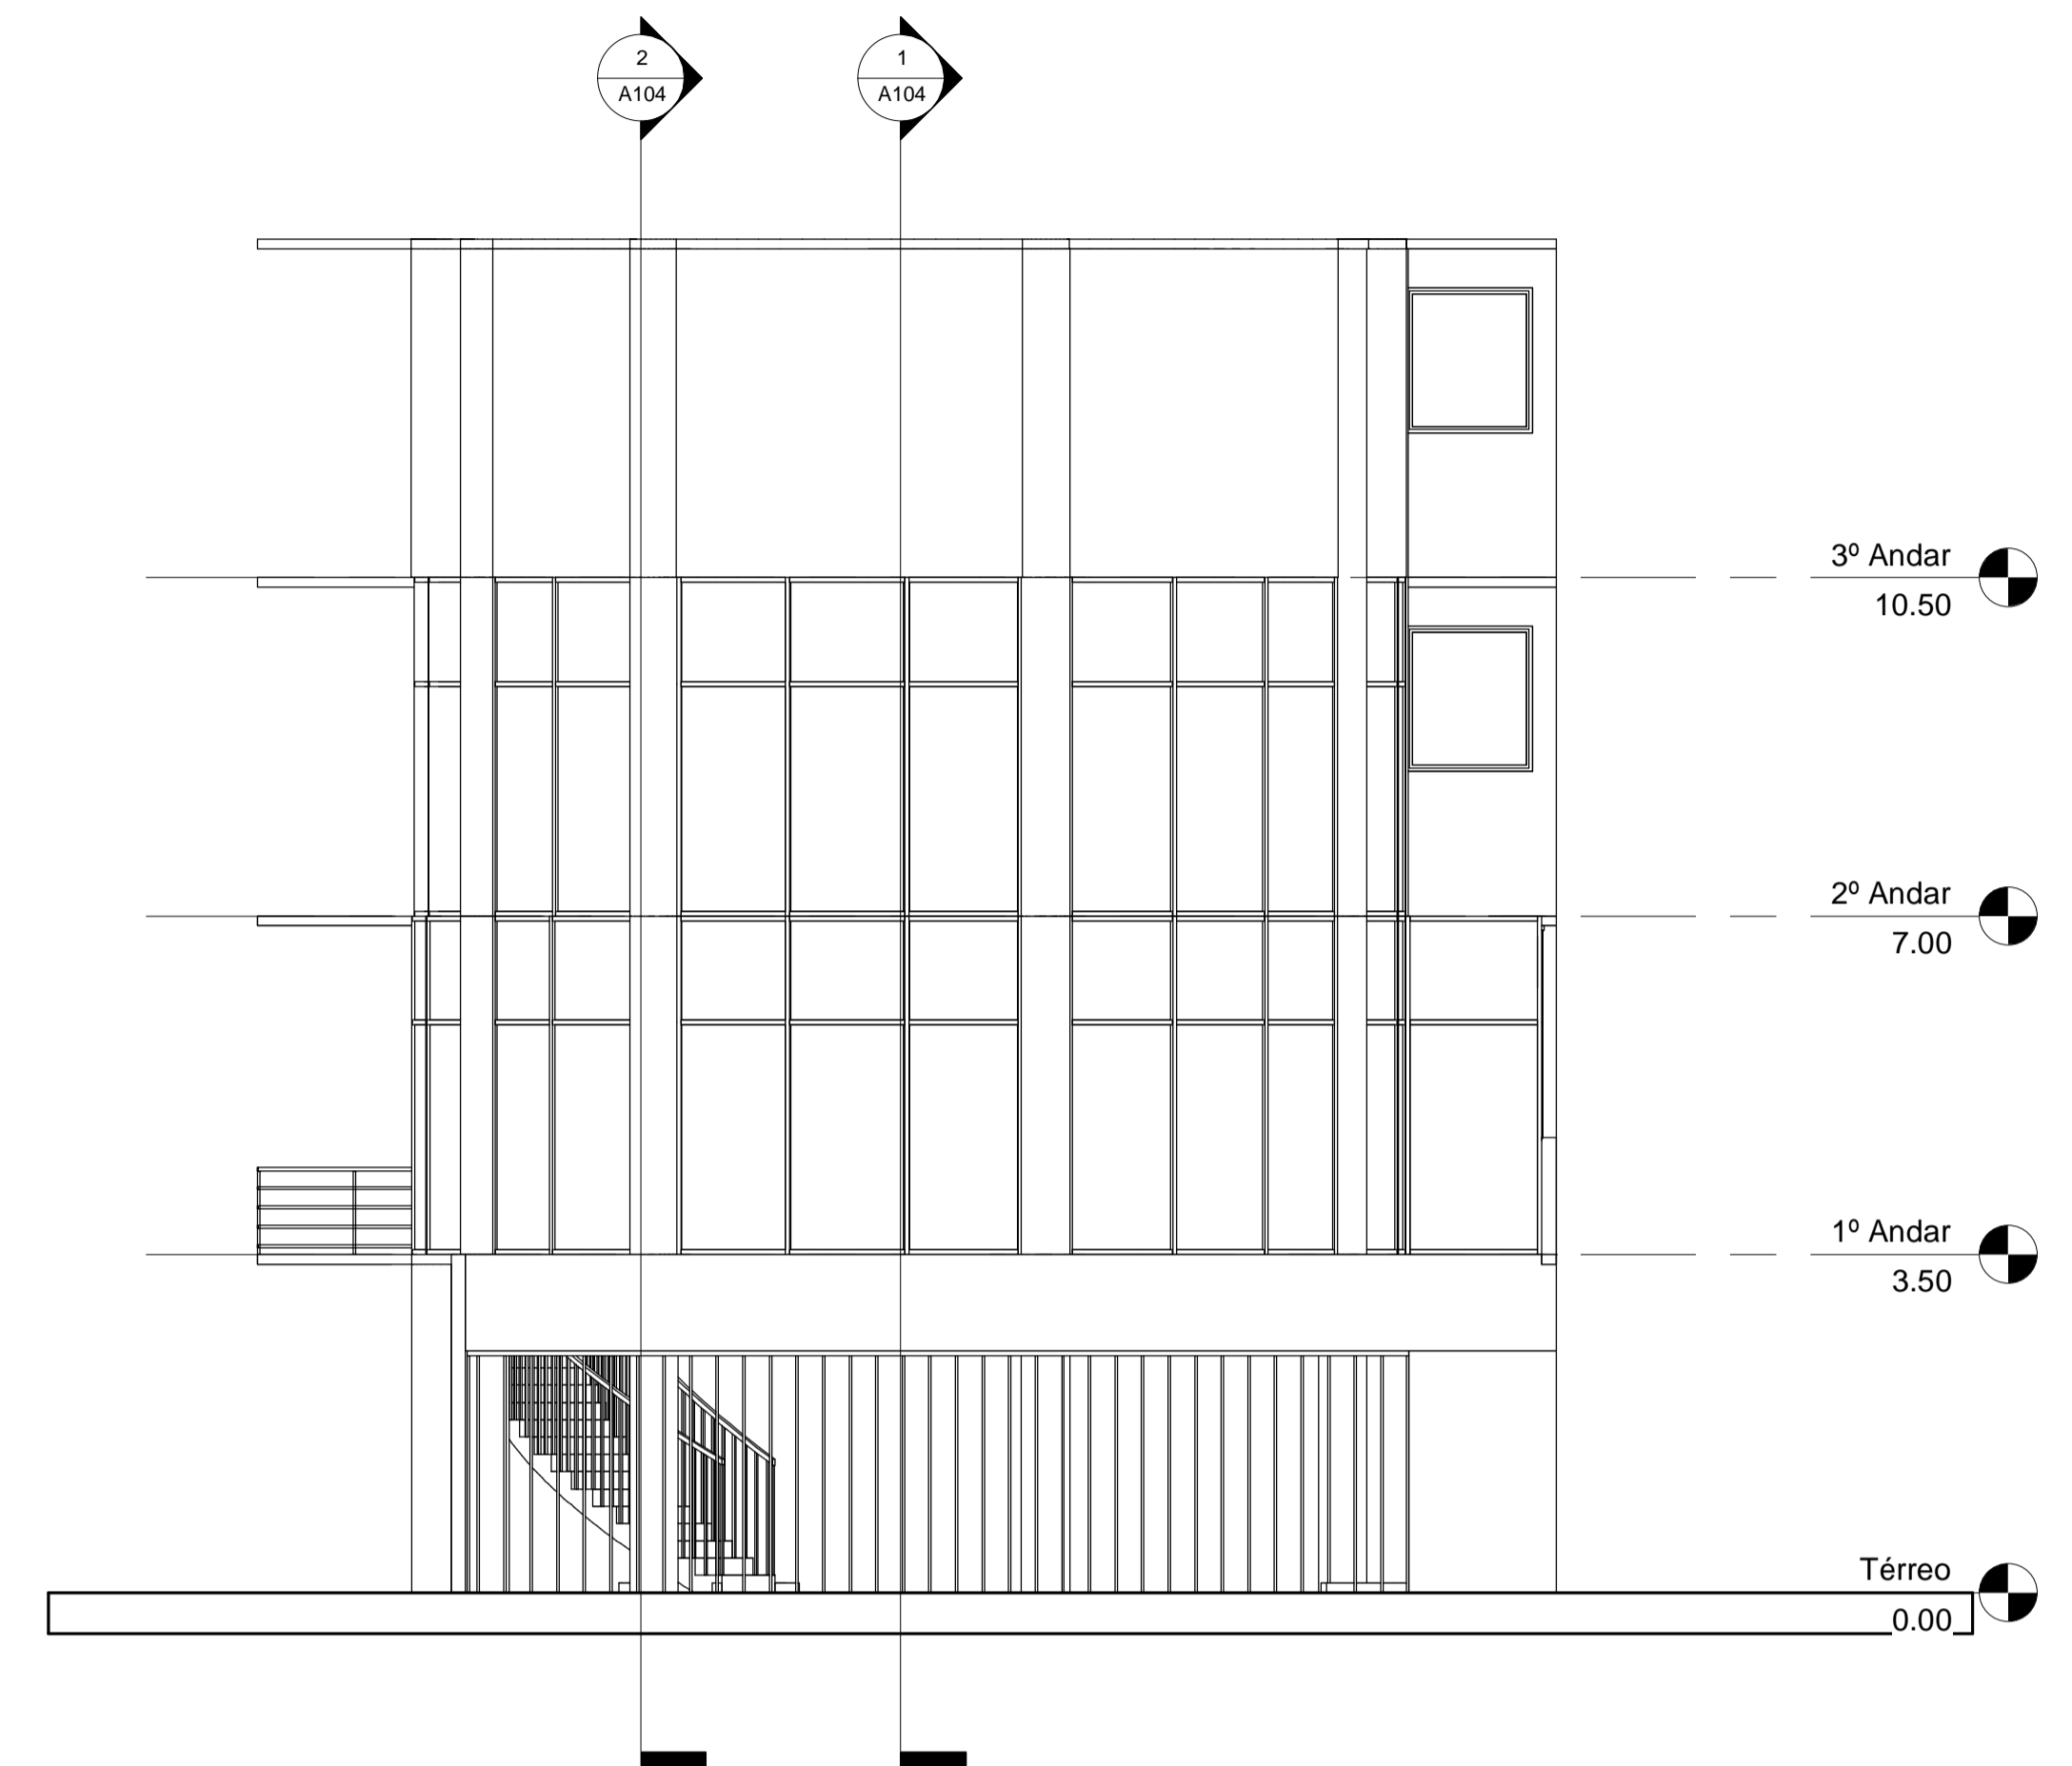 2
A104
1
A104
3º Andar
10.50
2º Andar
7.00
1º Andar
3.50
Térreo
0.00